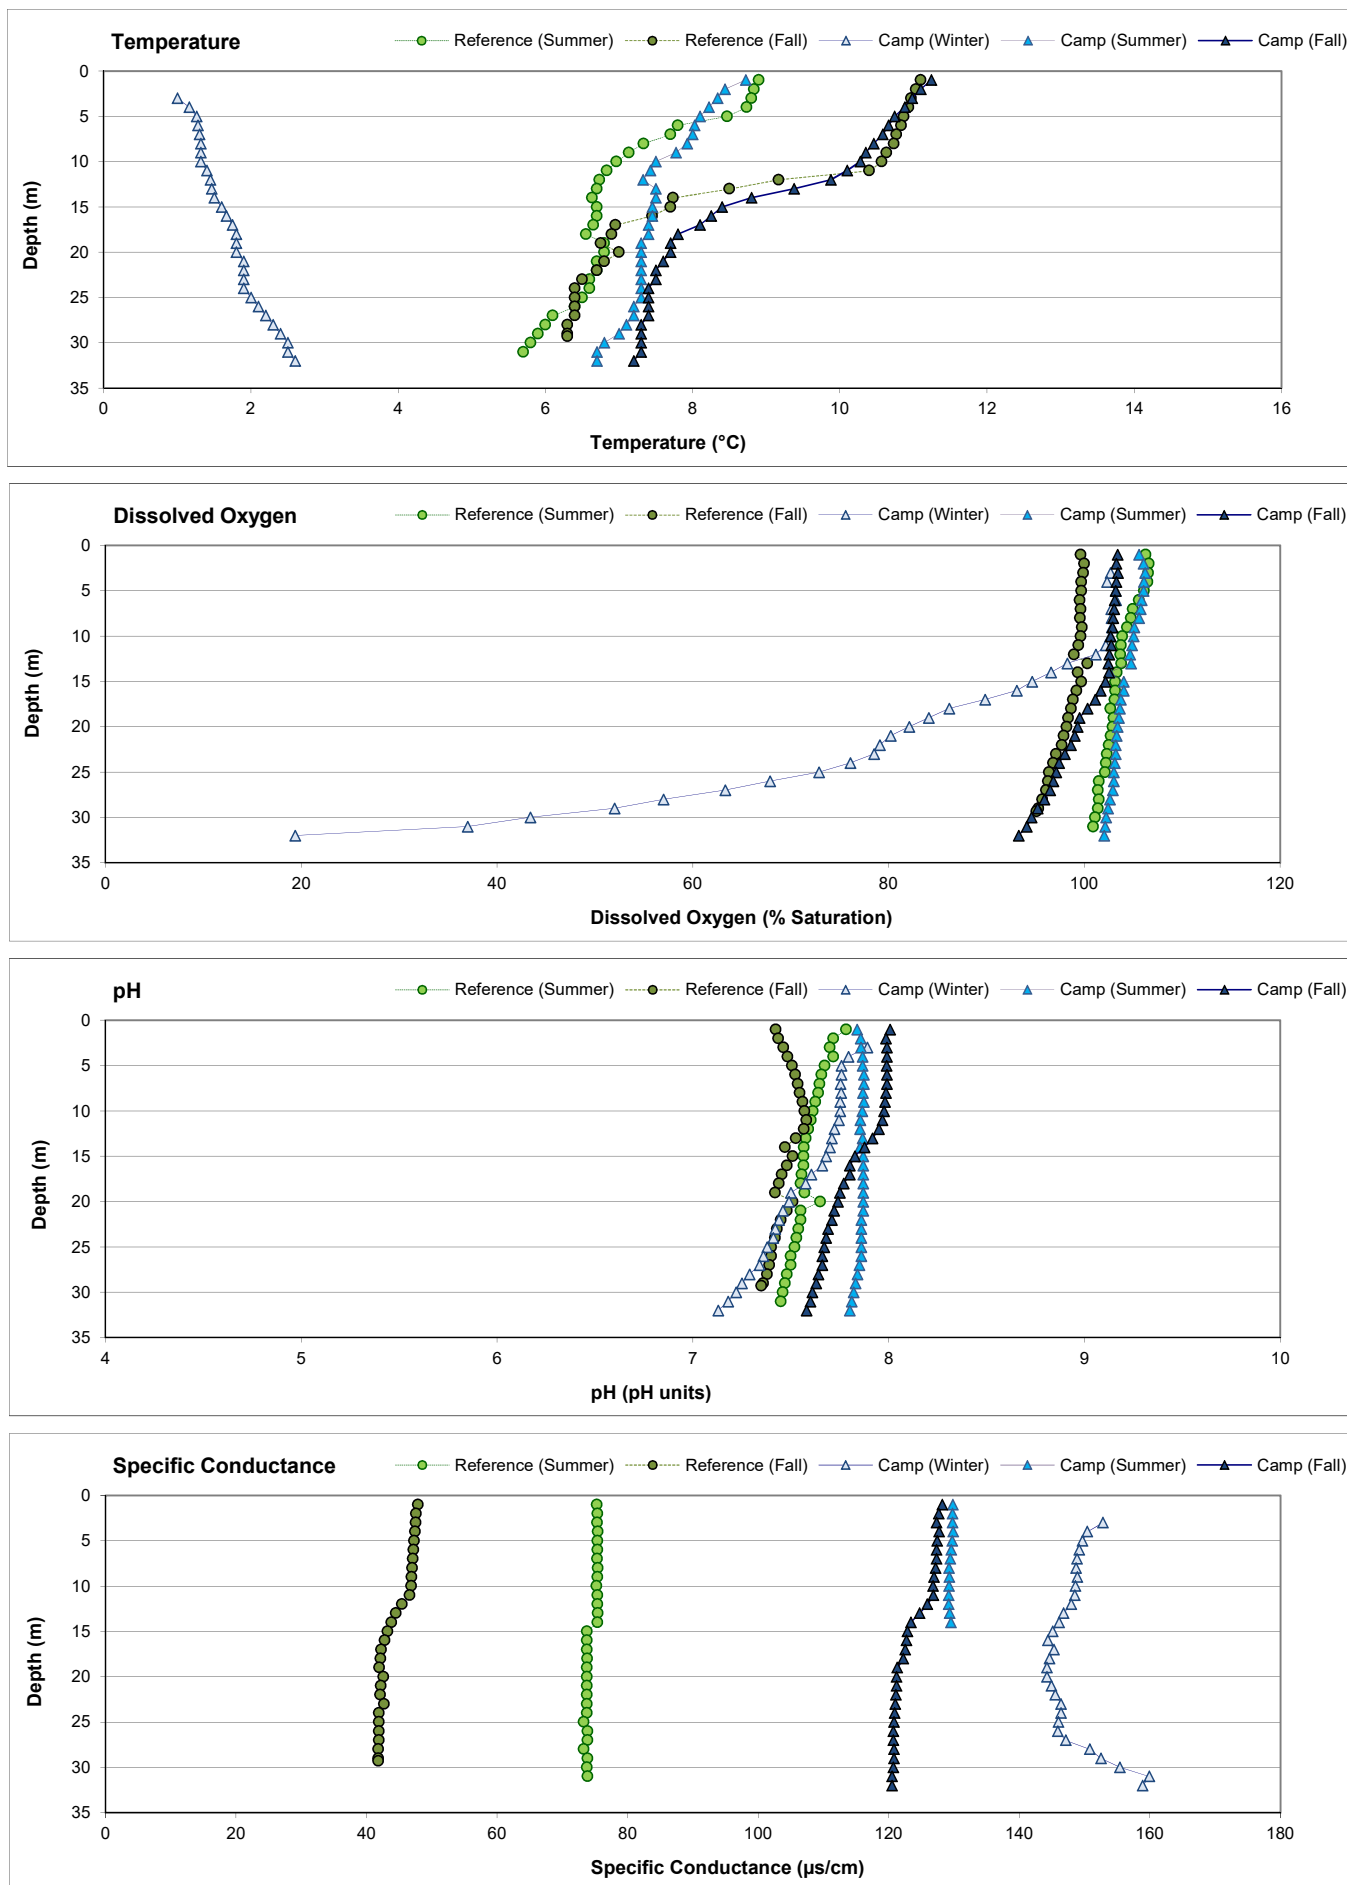 Temperature
Reference (Summer) Reference (Fall) Camp (Winter) Camp (Summer) Camp (Fall)
0
5
10
15
20
25
30
35
Depth (m)
0 2 4 6 8 10 12 14 16
Temperature (°C)
Dissolved Oxygen
Reference (Summer) Reference (Fall) Camp (Winter) Camp (Summer) Camp (Fall)
0
5
10
15
20
25
30
35
Depth (m)
0 20 40 60 80 100 120
Dissolved Oxygen (% Saturation)
pH
Reference (Summer) Reference (Fall) Camp (Winter) Camp (Summer) Camp (Fall)
0
5
10
15
20
25
30
35
Depth (m)
4 5 6 7 8 9 10
pH (pH units)
Specific Conductance
Reference (Summer) Reference (Fall) Camp (Winter) Camp (Summer) Camp (Fall)
0
5
10
15
20
25
30
35
Depth (m)
0 20 40 60 80 100 120 140 160 180
Specific Conductance (µs/cm)